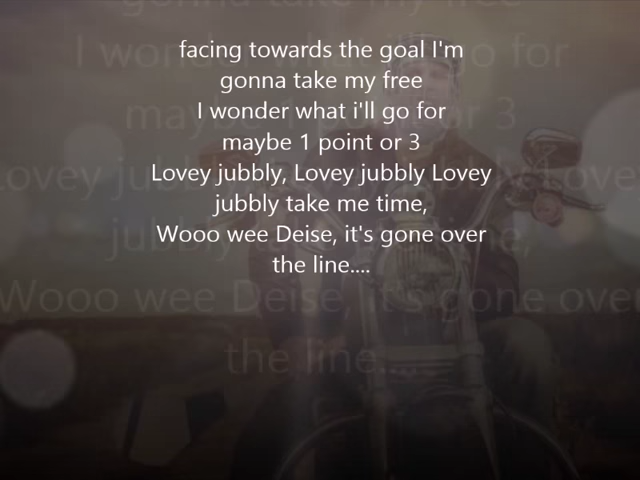 facing towards the goal I'm
gonna take my free
I wonder what i'll go for
maybe 1 point or 3
Lovey jubbly, Lovey jubbly Lovey
jubbly take me time,
Wooo wee Deise, it's gone over
the line....